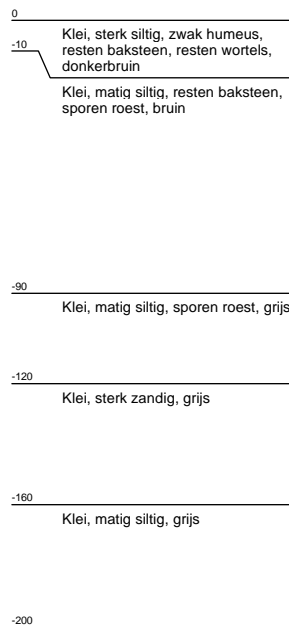 0
Klei, sterk siltig, zwak humeus,
resten baksteen, resten wortels,
donkerbruin
-10
Klei, matig siltig, resten baksteen,
sporen roest, bruin
-90
Klei, matig siltig, sporen roest, grijs
-120
Klei, sterk zandig, grijs
-160
Klei, matig siltig, grijs
-200